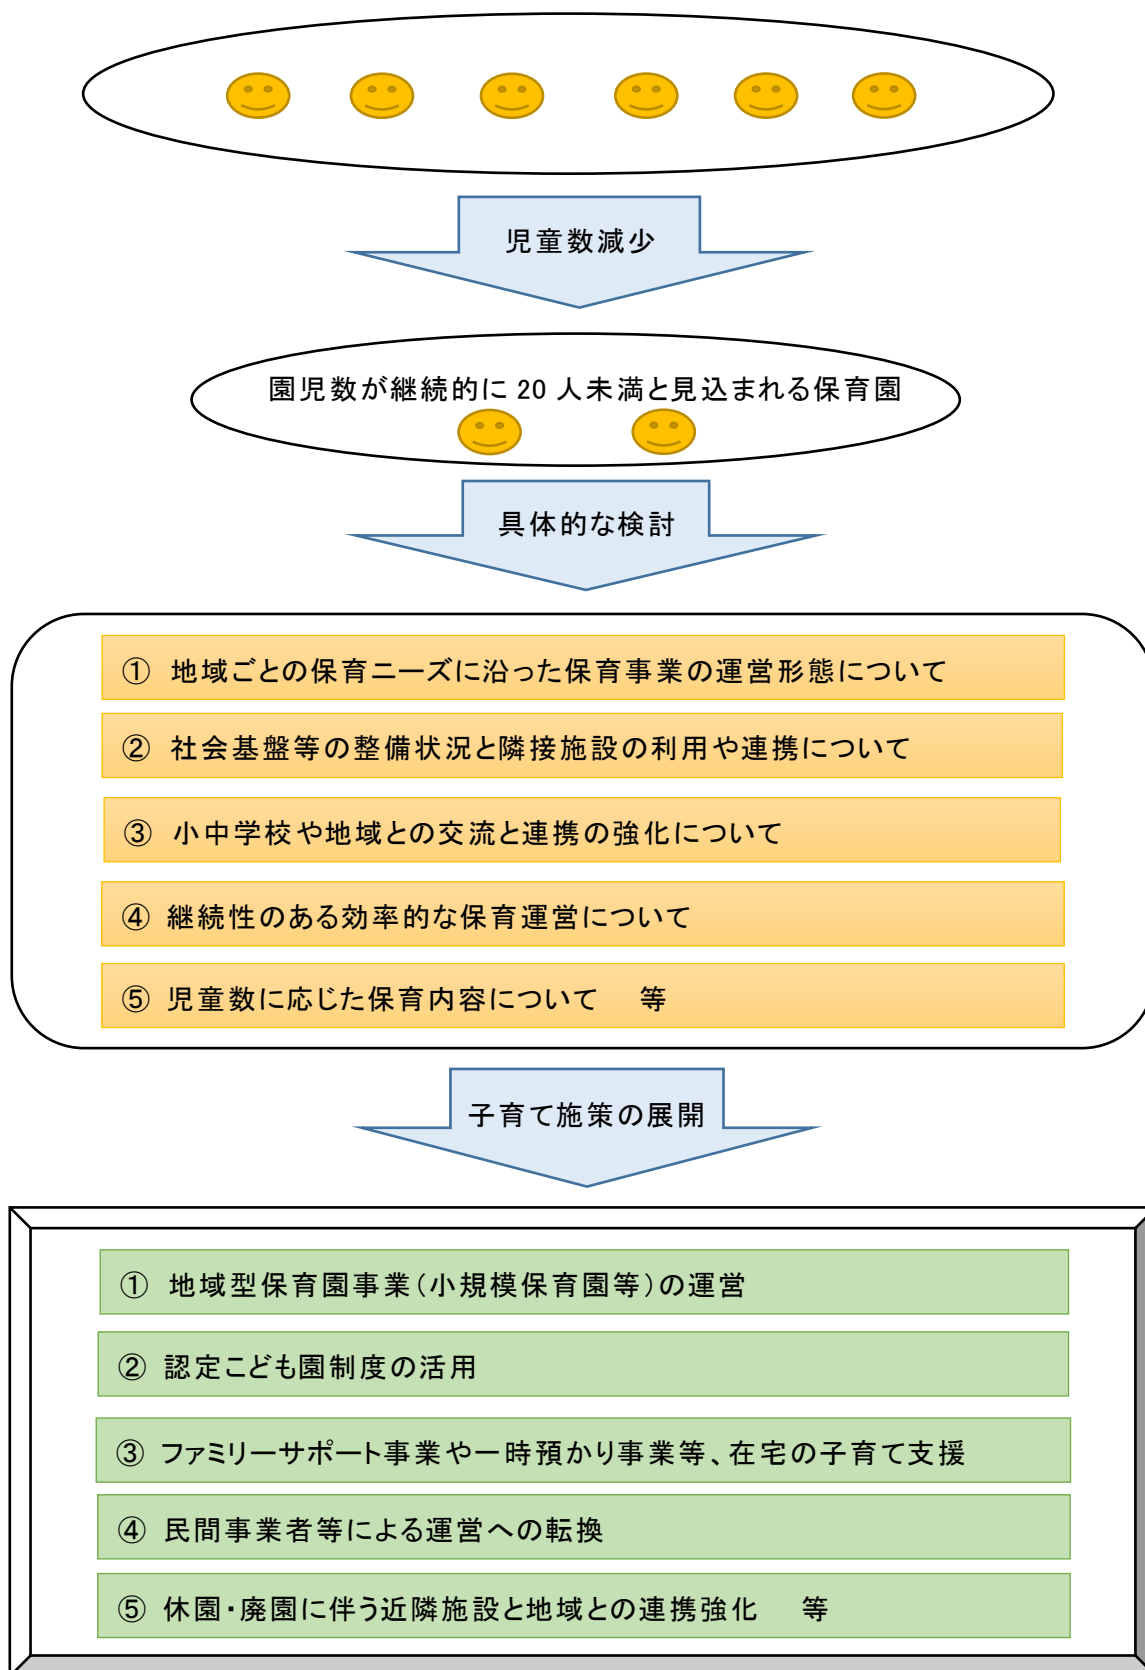 児童数減少
園児数が継続的に 20 人未満と見込まれる保育園
具体的な検討
① 地域ごとの保育ニーズに沿った保育事業の運営形態について
② 社会基盤等の整備状況と隣接施設の利用や連携について
③ 小中学校や地域との交流と連携の強化について
④ 継続性のある効率的な保育運営について
⑤ 児童数に応じた保育内容について 等
子育て施策の展開
① 地域型保育園事業(小規模保育園等)の運営
② 認定こども園制度の活用
③ ファミリーサポート事業や一時預かり事業等、在宅の子育て支援
④ 民間事業者等による運営への転換
⑤ 休園・廃園に伴う近隣施設と地域との連携強化 等